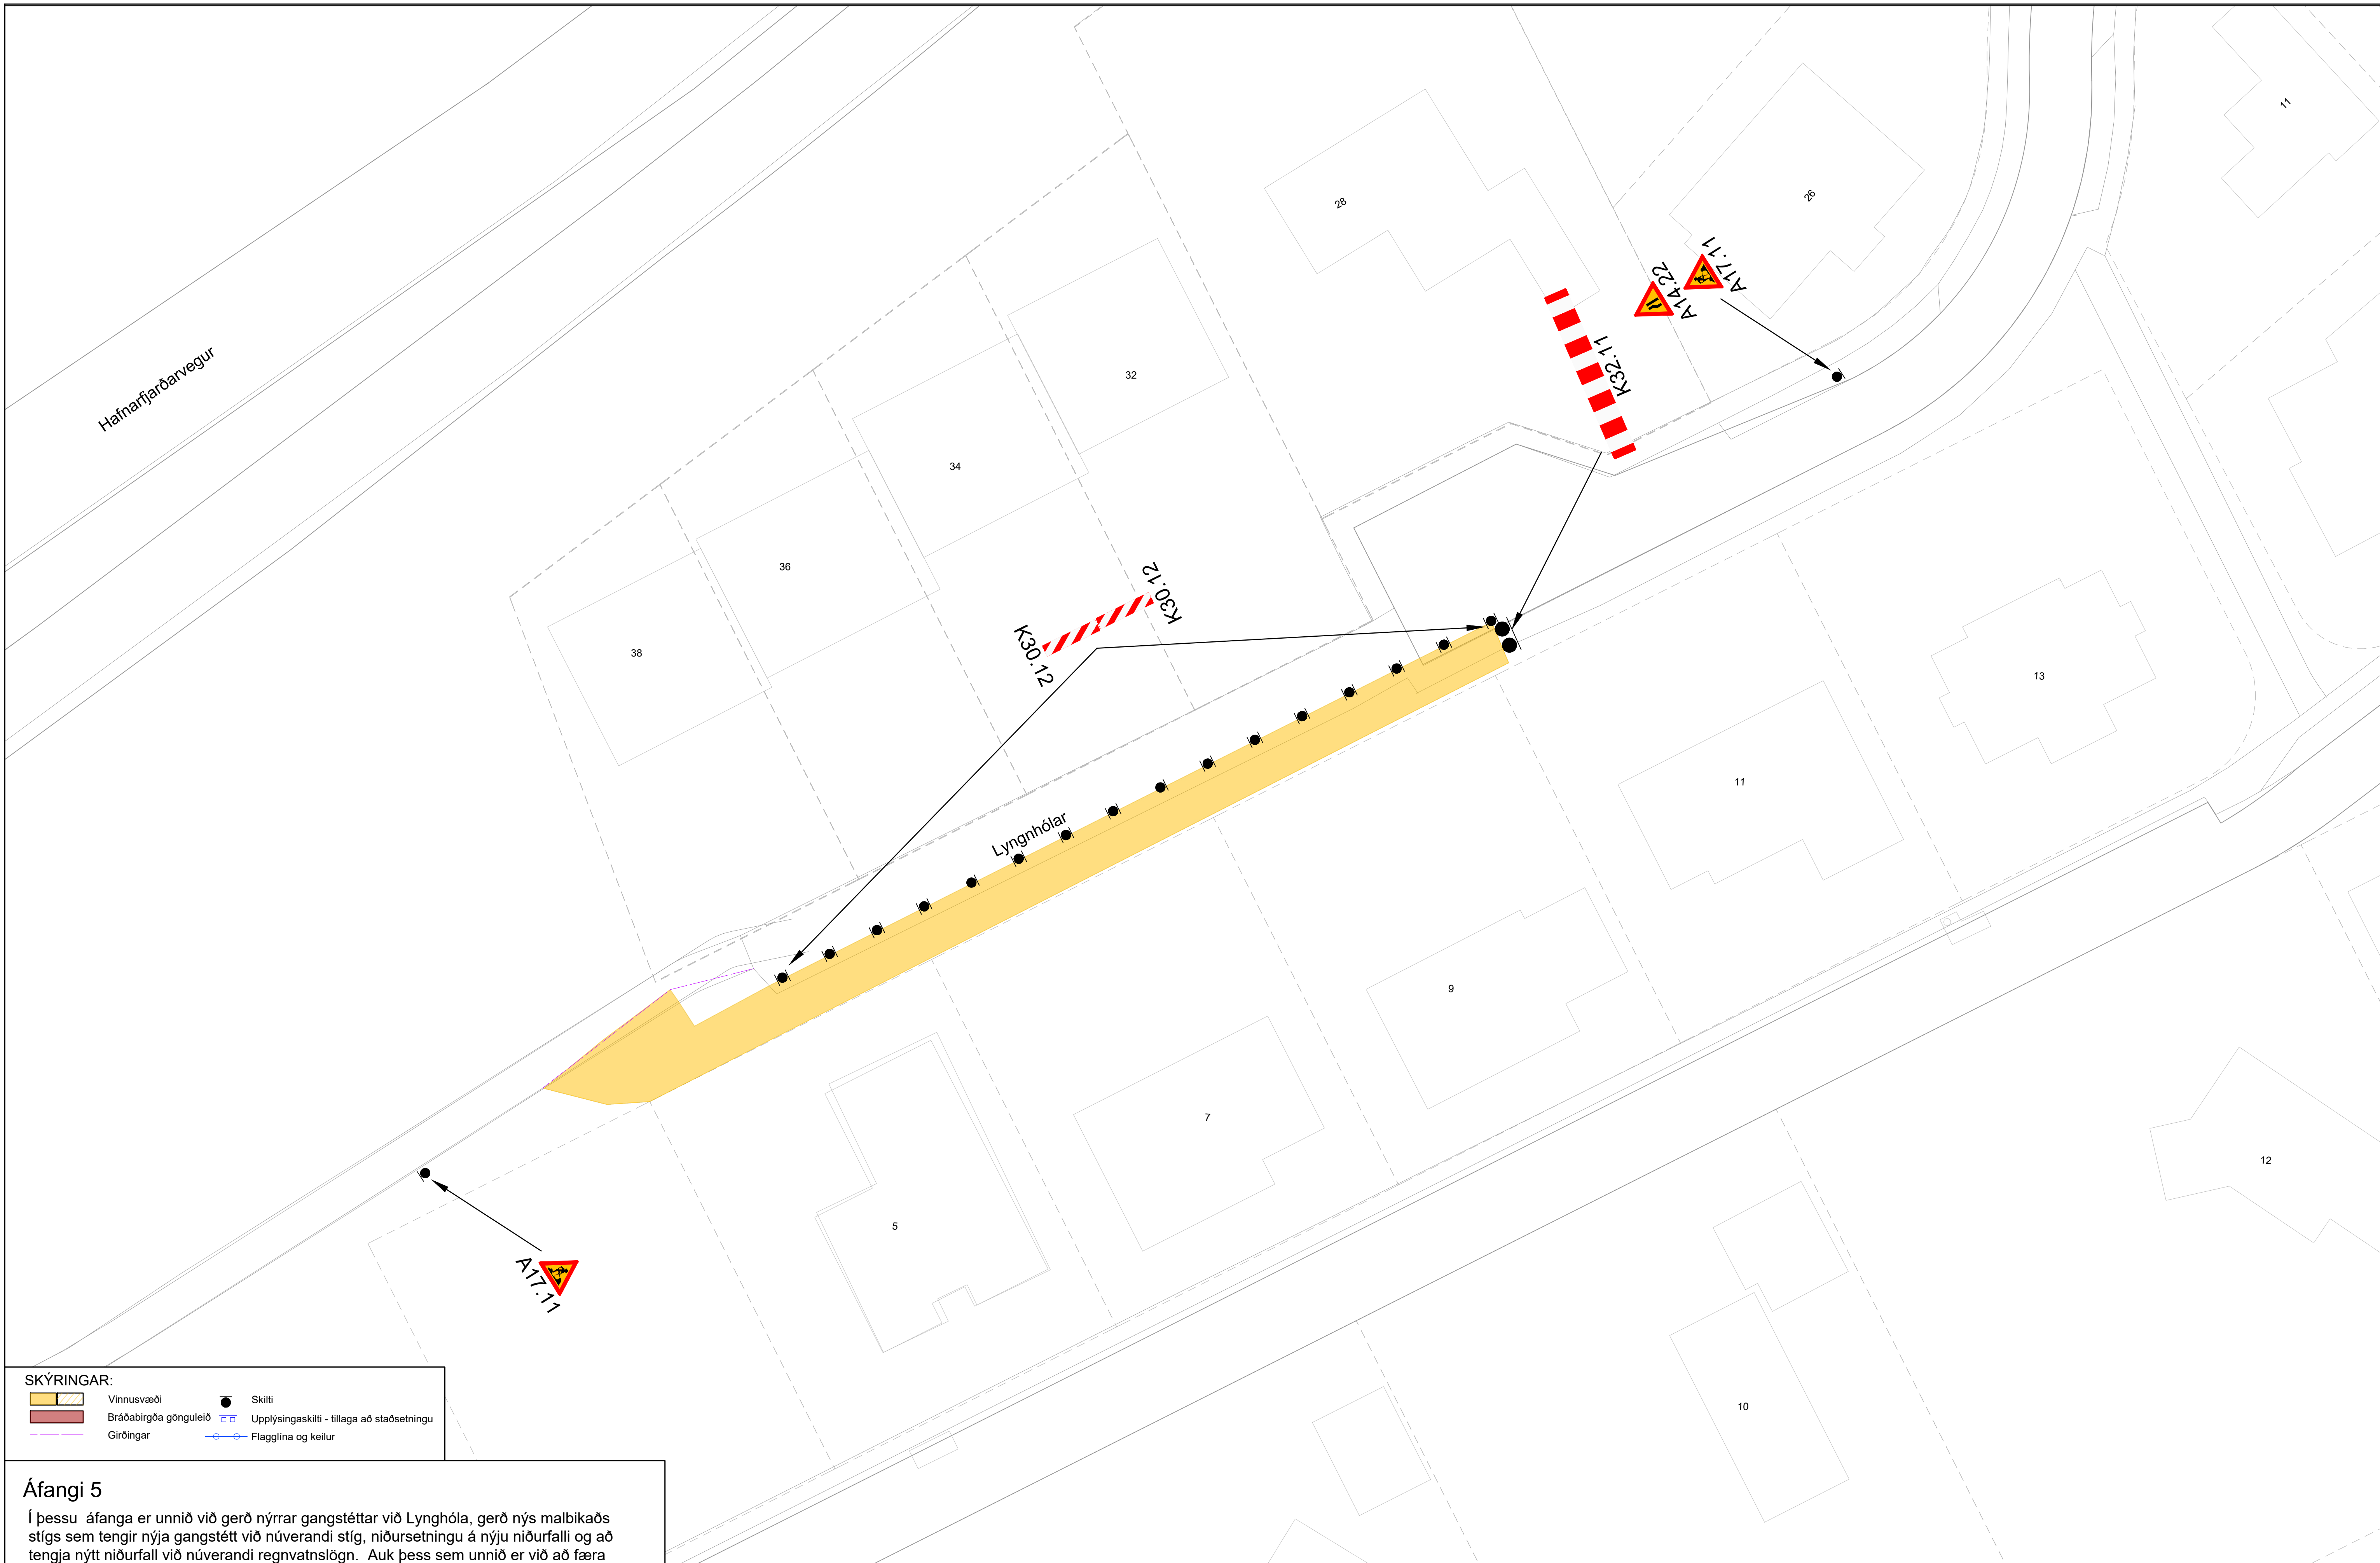 Hafnarfjarðarvegur
28
26
11
A17.11
A14.22
K32.11
32
34
36
38
K30.12
K30.12
Lyngnhólar
13
11
9
7
5
12
10
A17.11
SKÝRINGAR:
Vinnusvæði
Skilti
Bráðabirgða gönguleið
Upplýsingaskilti - tillaga að staðsetningu
Girðingar
Flagglína og keilur
Áfangi 5
Í þessu áfanga er unnið við gerð nýrrar gangstéttar við Lynghóla, gerð nýs malbikaðs
stígs sem tengir nýja gangstétt við núverandi stíg, niðursetningu á nýju niðurfalli og að
tengja nýtt niðurfall við núverandi regnvatnslögn. Auk þess sem unnið er við að færa